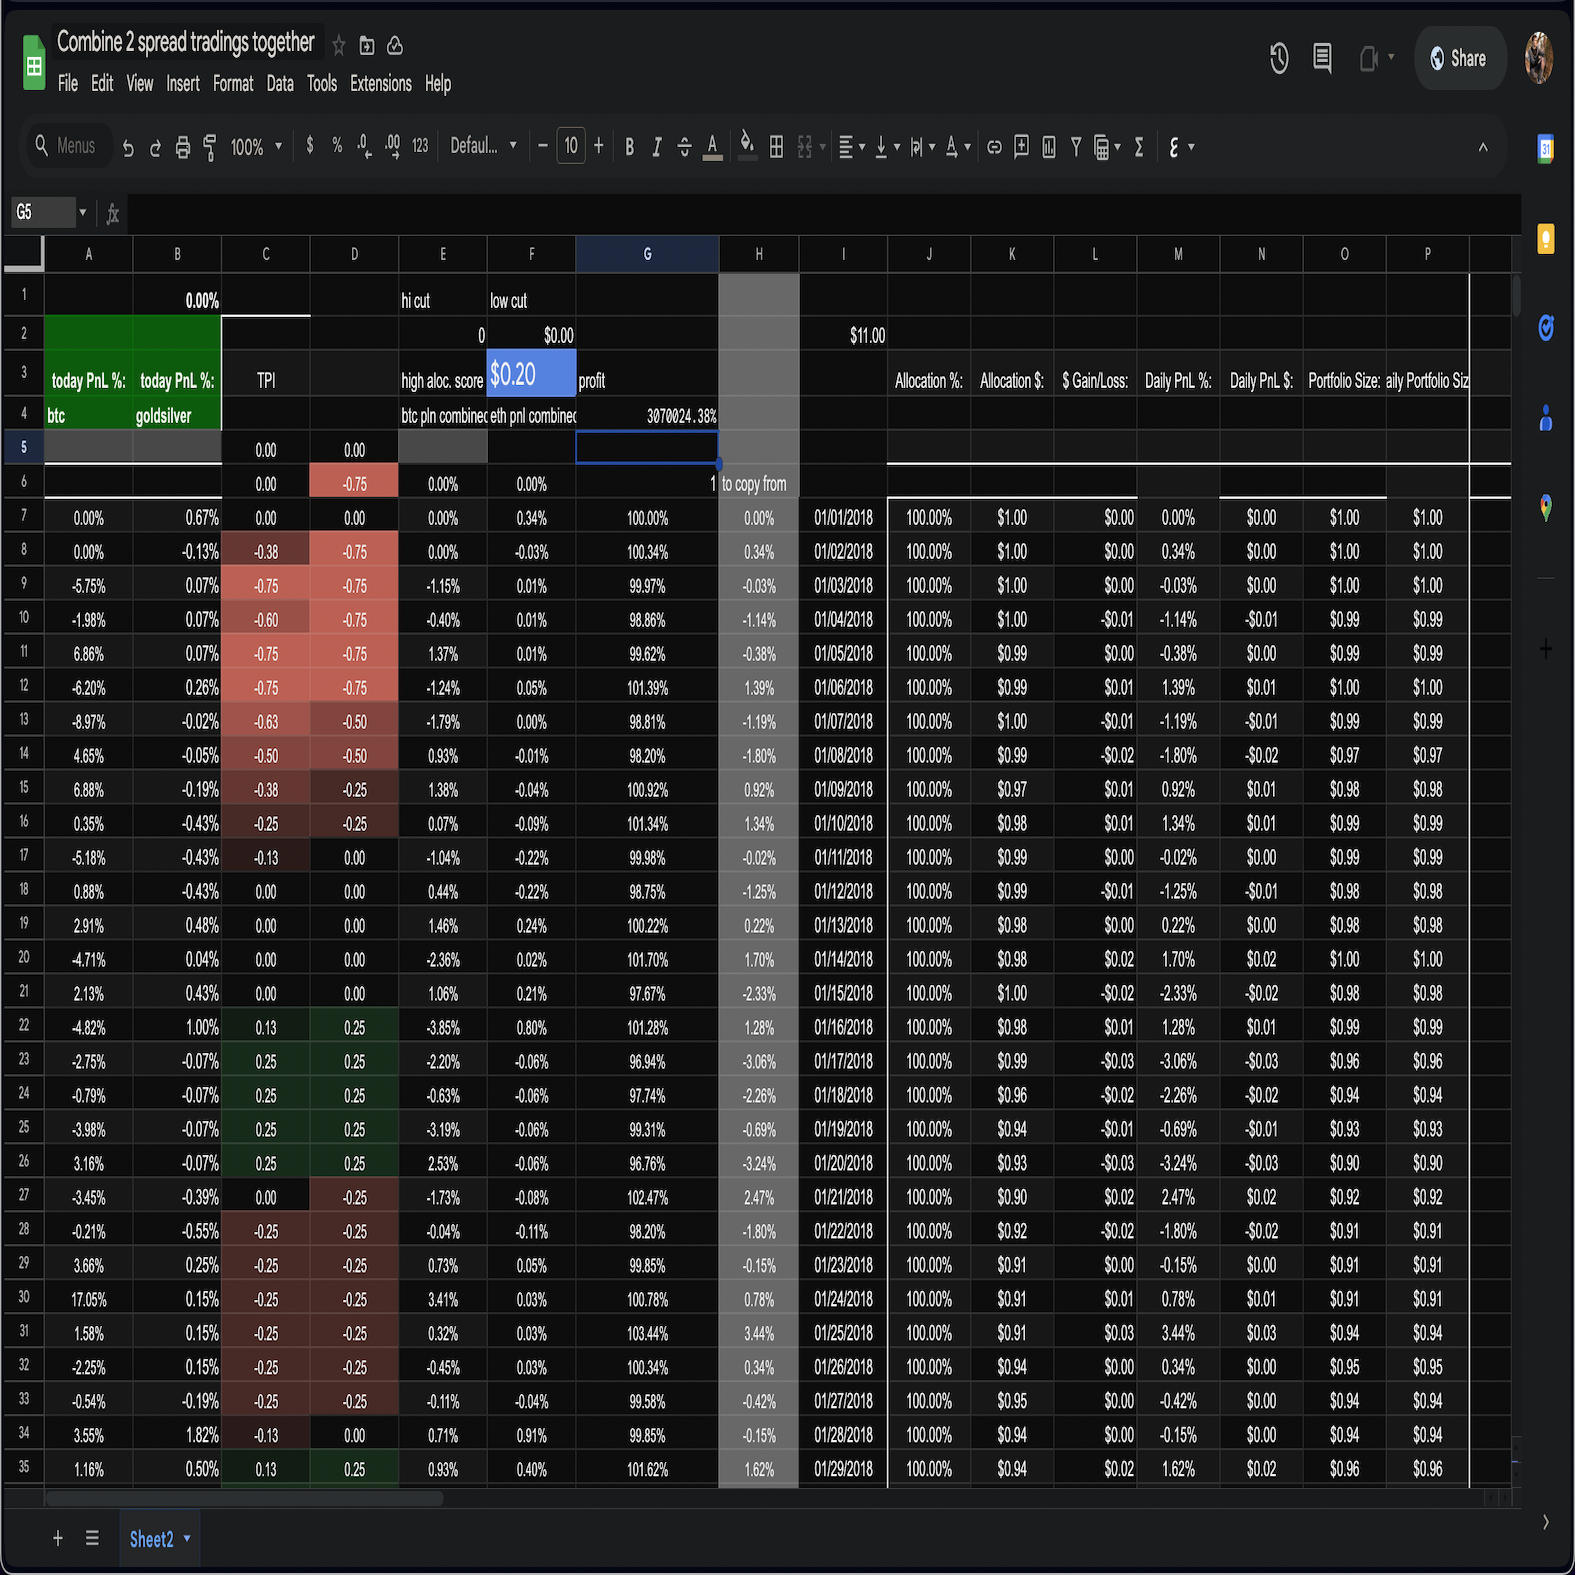 Combine 2 spread tradings together
File Edit View Insert Format Data Tools Extensions Help
Share
Menus 100% $ % .0 .00 123 Defaul... − 10 + B I A Σ Ɛ
31
G5 fx
A B C D E F G H I J K L M N O P
1 0.00% hi cut low cut
2 0 $0.00 $11.00
3 today PnL %: today PnL %: TPI high aloc. score $0.20 profit Allocation %: Allocation $: $ Gain/Loss: Daily PnL %: Daily PnL $: Portfolio Size: aily Portfolio Siz
4 btc goldsilver btc pln combined eth pnl combined 3070024.38%
5 0.00 0.00
6 0.00 -0.75 0.00% 0.00% 1 to copy from
7 0.00% 0.67% 0.00 0.00 0.00% 0.34% 100.00% 0.00% 01/01/2018 100.00% $1.00 $0.00 0.00% $0.00 $1.00 $1.00
8 0.00% -0.13% -0.38 -0.75 0.00% -0.03% 100.34% 0.34% 01/02/2018 100.00% $1.00 $0.00 0.34% $0.00 $1.00 $1.00
9 -5.75% 0.07% -0.75 -0.75 -1.15% 0.01% 99.97% -0.03% 01/03/2018 100.00% $1.00 $0.00 -0.03% $0.00 $1.00 $1.00
10 -1.98% 0.07% -0.60 -0.75 -0.40% 0.01% 98.86% -1.14% 01/04/2018 100.00% $1.00 -$0.01 -1.14% -$0.01 $0.99 $0.99
11 6.86% 0.07% -0.75 -0.75 1.37% 0.01% 99.62% -0.38% 01/05/2018 100.00% $0.99 $0.00 -0.38% $0.00 $0.99 $0.99
12 -6.20% 0.26% -0.75 -0.75 -1.24% 0.05% 101.39% 1.39% 01/06/2018 100.00% $0.99 $0.01 1.39% $0.01 $1.00 $1.00
13 -8.97% -0.02% -0.63 -0.50 -1.79% 0.00% 98.81% -1.19% 01/07/2018 100.00% $1.00 -$0.01 -1.19% -$0.01 $0.99 $0.99
14 4.65% -0.05% -0.50 -0.50 0.93% -0.01% 98.20% -1.80% 01/08/2018 100.00% $0.99 -$0.02 -1.80% -$0.02 $0.97 $0.97
15 6.88% -0.19% -0.38 -0.25 1.38% -0.04% 100.92% 0.92% 01/09/2018 100.00% $0.97 $0.01 0.92% $0.01 $0.98 $0.98
16 0.35% -0.43% -0.25 -0.25 0.07% -0.09% 101.34% 1.34% 01/10/2018 100.00% $0.98 $0.01 1.34% $0.01 $0.99 $0.99
17 -5.18% -0.43% -0.13 0.00 -1.04% -0.22% 99.98% -0.02% 01/11/2018 100.00% $0.99 $0.00 -0.02% $0.00 $0.99 $0.99
18 0.88% -0.43% 0.00 0.00 0.44% -0.22% 98.75% -1.25% 01/12/2018 100.00% $0.99 -$0.01 -1.25% -$0.01 $0.98 $0.98
19 2.91% 0.48% 0.00 0.00 1.46% 0.24% 100.22% 0.22% 01/13/2018 100.00% $0.98 $0.00 0.22% $0.00 $0.98 $0.98
20 -4.71% 0.04% 0.00 0.00 -2.36% 0.02% 101.70% 1.70% 01/14/2018 100.00% $0.98 $0.02 1.70% $0.02 $1.00 $1.00
21 2.13% 0.43% 0.00 0.00 1.06% 0.21% 97.67% -2.33% 01/15/2018 100.00% $1.00 -$0.02 -2.33% -$0.02 $0.98 $0.98
22 -4.82% 1.00% 0.13 0.25 -3.85% 0.80% 101.28% 1.28% 01/16/2018 100.00% $0.98 $0.01 1.28% $0.01 $0.99 $0.99
23 -2.75% -0.07% 0.25 0.25 -2.20% -0.06% 96.94% -3.06% 01/17/2018 100.00% $0.99 -$0.03 -3.06% -$0.03 $0.96 $0.96
24 -0.79% -0.07% 0.25 0.25 -0.63% -0.06% 97.74% -2.26% 01/18/2018 100.00% $0.96 -$0.02 -2.26% -$0.02 $0.94 $0.94
25 -3.98% -0.07% 0.25 0.25 -3.19% -0.06% 99.31% -0.69% 01/19/2018 100.00% $0.94 -$0.01 -0.69% -$0.01 $0.93 $0.93
26 3.16% -0.07% 0.25 0.25 2.53% -0.06% 96.76% -3.24% 01/20/2018 100.00% $0.93 -$0.03 -3.24% -$0.03 $0.90 $0.90
27 -3.45% -0.39% 0.00 -0.25 -1.73% -0.08% 102.47% 2.47% 01/21/2018 100.00% $0.90 $0.02 2.47% $0.02 $0.92 $0.92
28 -0.21% -0.55% -0.25 -0.25 -0.04% -0.11% 98.20% -1.80% 01/22/2018 100.00% $0.92 -$0.02 -1.80% -$0.02 $0.91 $0.91
29 3.66% 0.25% -0.25 -0.25 0.73% 0.05% 99.85% -0.15% 01/23/2018 100.00% $0.91 $0.00 -0.15% $0.00 $0.91 $0.91
30 17.05% 0.15% -0.25 -0.25 3.41% 0.03% 100.78% 0.78% 01/24/2018 100.00% $0.91 $0.01 0.78% $0.01 $0.91 $0.91
31 1.58% 0.15% -0.25 -0.25 0.32% 0.03% 103.44% 3.44% 01/25/2018 100.00% $0.91 $0.03 3.44% $0.03 $0.94 $0.94
32 -2.25% 0.15% -0.25 -0.25 -0.45% 0.03% 100.34% 0.34% 01/26/2018 100.00% $0.94 $0.00 0.34% $0.00 $0.95 $0.95
33 -0.54% -0.19% -0.25 -0.25 -0.11% -0.04% 99.58% -0.42% 01/27/2018 100.00% $0.95 $0.00 -0.42% $0.00 $0.94 $0.94
34 3.55% 1.82% -0.13 0.00 0.71% 0.91% 99.85% -0.15% 01/28/2018 100.00% $0.94 $0.00 -0.15% $0.00 $0.94 $0.94
35 1.16% 0.50% 0.13 0.25 0.93% 0.40% 101.62% 1.62% 01/29/2018 100.00% $0.94 $0.02 1.62% $0.02 $0.96 $0.96
Sheet2